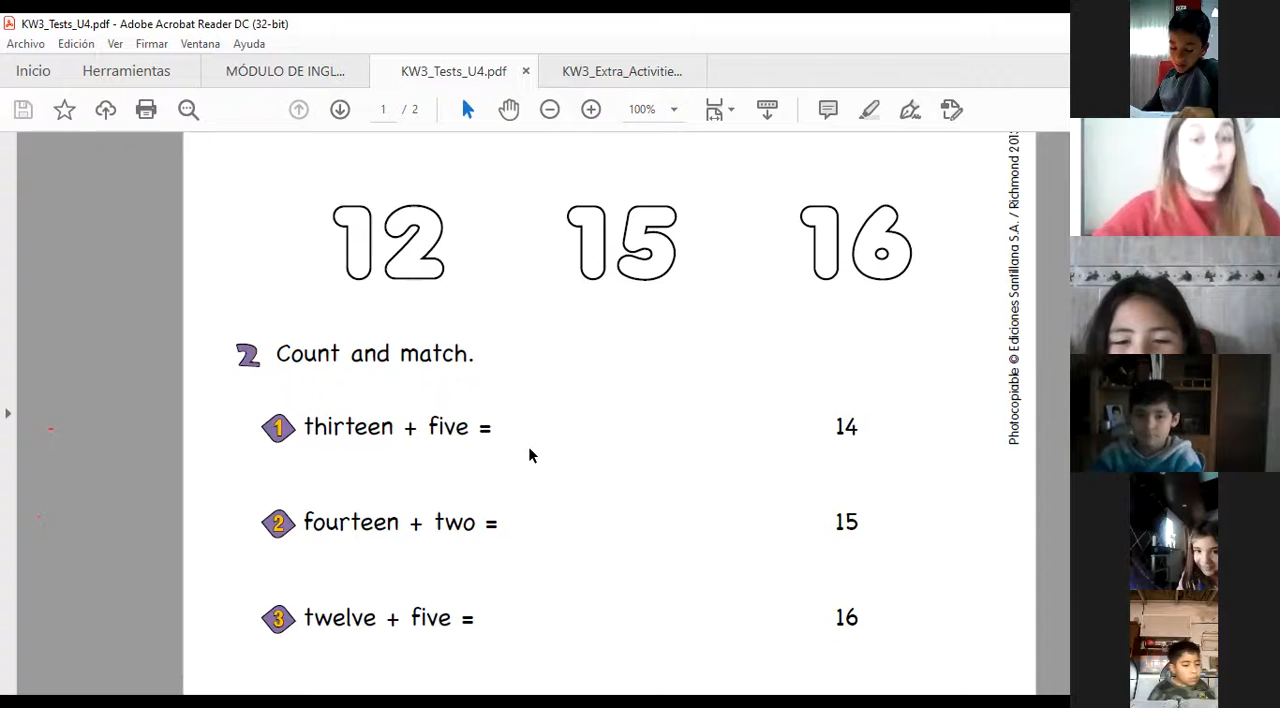 KW3_Tests_U4.pdf - Adobe Acrobat Reader DC (32-bit)
Archivo Edición Ver Firmar Ventana Ayuda
Inicio Herramientas MÓDULO DE INGL... KW3_Tests_U4.pdf × KW3_Extra_Activitie...
1 / 2 100%
12 15 16
2 Count and match.
1 thirteen + five = 14
2 fourteen + two = 15
3 twelve + five = 16
Photocopiable © Ediciones Santillana S.A. / Richmond